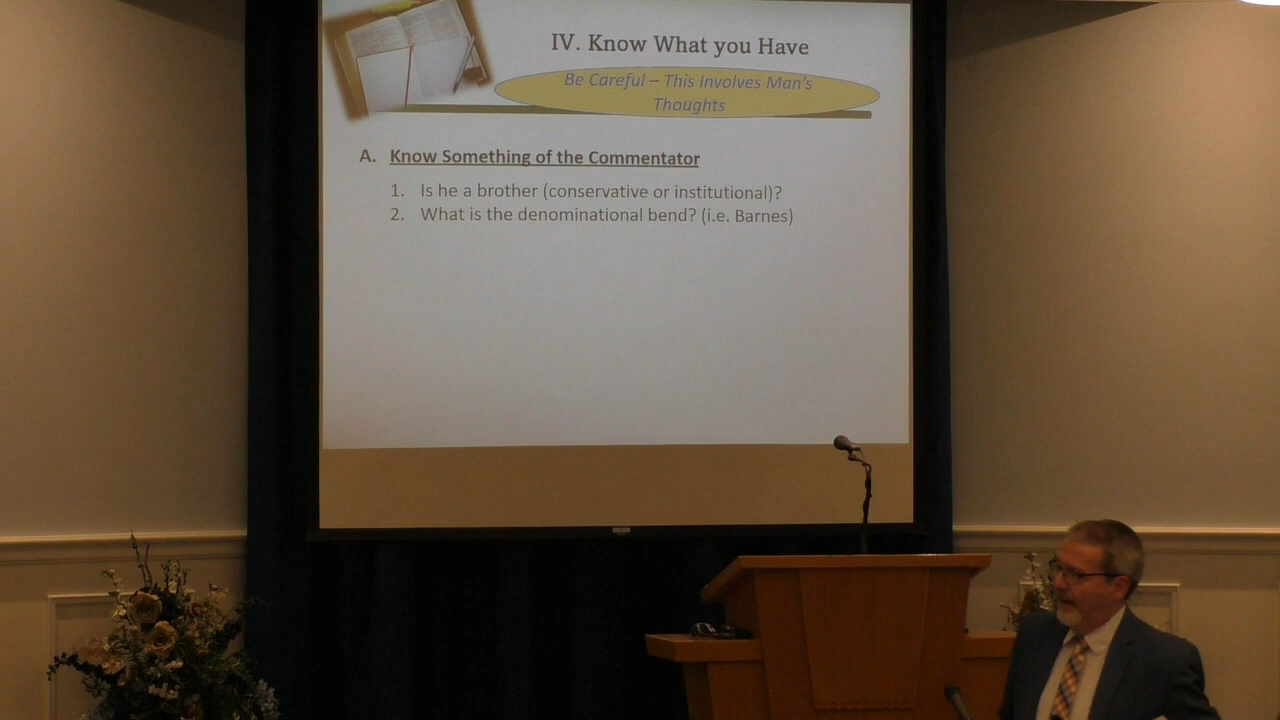 IV. Know What you Have
Be Careful – This Involves Man's
Thoughts
A. Know Something of the Commentator
1. Is he a brother (conservative or institutional)?
2. What is the denominational bend? (i.e. Barnes)